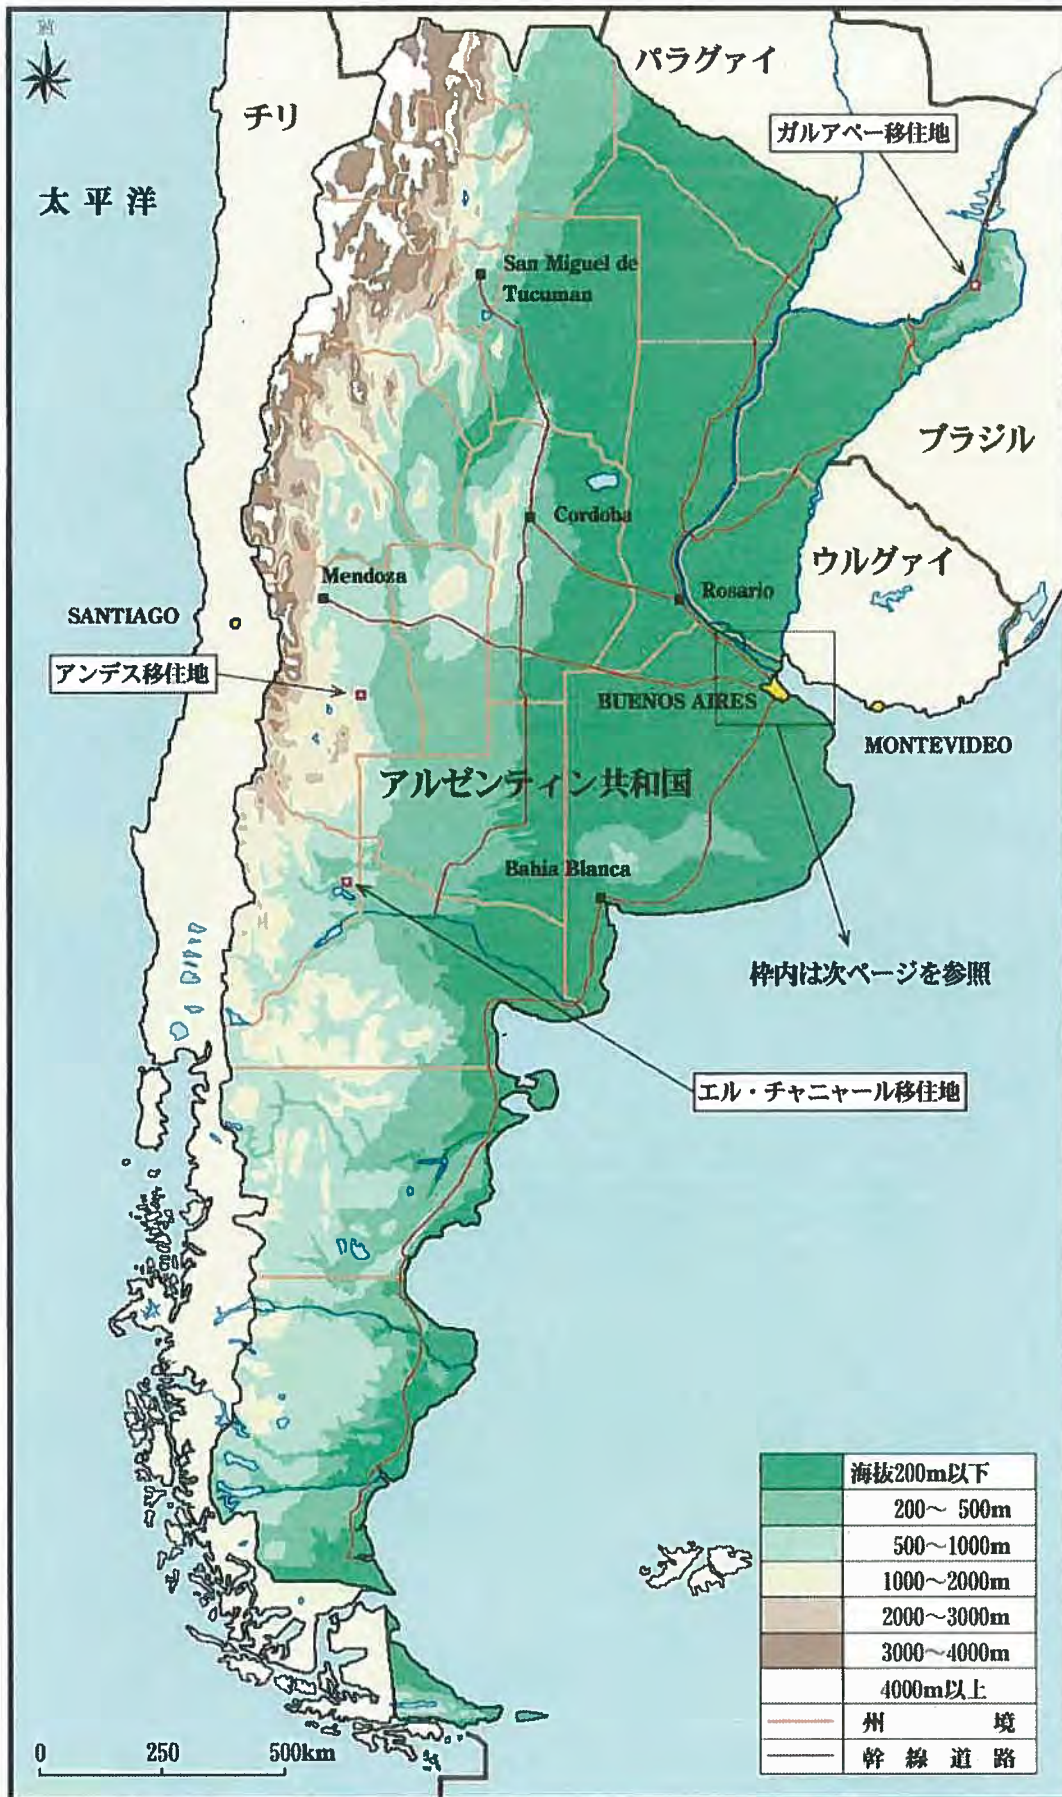 N
パラグァイ
チリ
ガルアペー移住地
太平洋
San Miguel de
Tucuman
ブラジル
Cordoba
ウルグァイ
Mendoza
Rosario
SANTIAGO
アンデス移住地
BUENOS AIRES
MONTEVIDEO
アルゼンティン共和国
Bahia Blanca
枠内は次ページを参照
エル・チャニャール移住地
海抜200m以下
200～ 500m
500～1000m
1000～2000m
2000～3000m
3000～4000m
4000m以上
州境
幹線道路
0 250 500km